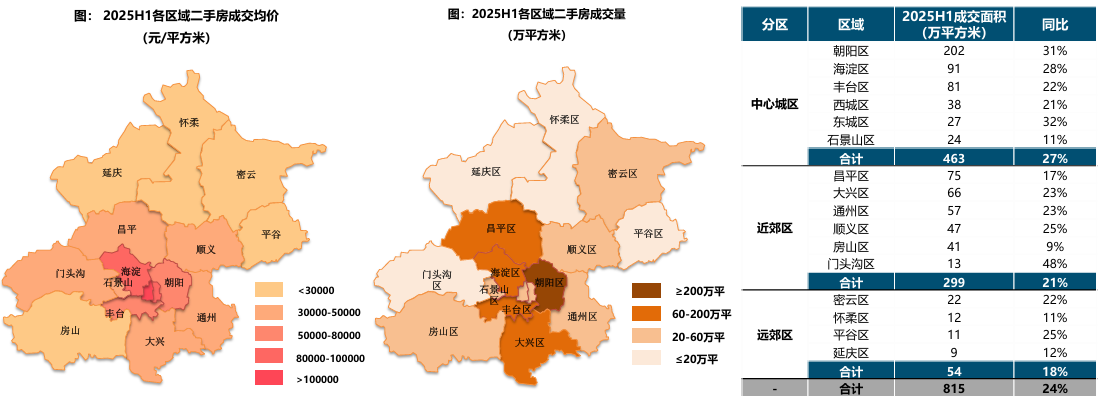 图： 2025H1各区域二手房成交均价
（元/平方米）
怀柔
延庆
密云
昌平
平谷
顺义
门头沟
海淀
石景山
朝阳
丰台
通州
房山
大兴
<30000
30000-50000
50000-80000
80000-100000
>100000
图： 2025H1各区域二手房成交量
（万平方米）
怀柔区
延庆区
密云区
昌平区
平谷区
顺义区
门头沟
区
海淀区
石景山
区
朝阳区
丰台区
通州区
房山区
大兴区
≥200万平
60-200万平
20-60万平
≤20万平
分区 区域 2025H1成交面积 同比
（万平方米）
朝阳区 202 31%
海淀区 91 28%
丰台区 81 22%
中心城区 西城区 38 21%
东城区 27 32%
石景山区 24 11%
合计 463 27%
昌平区 75 17%
大兴区 66 23%
通州区 57 23%
近郊区 顺义区 47 25%
房山区 41 9%
门头沟区 13 48%
合计 299 21%
密云区 22 22%
怀柔区 12 11%
远郊区 平谷区 11 25%
延庆区 9 12%
合计 54 18%
- 合计 815 24%